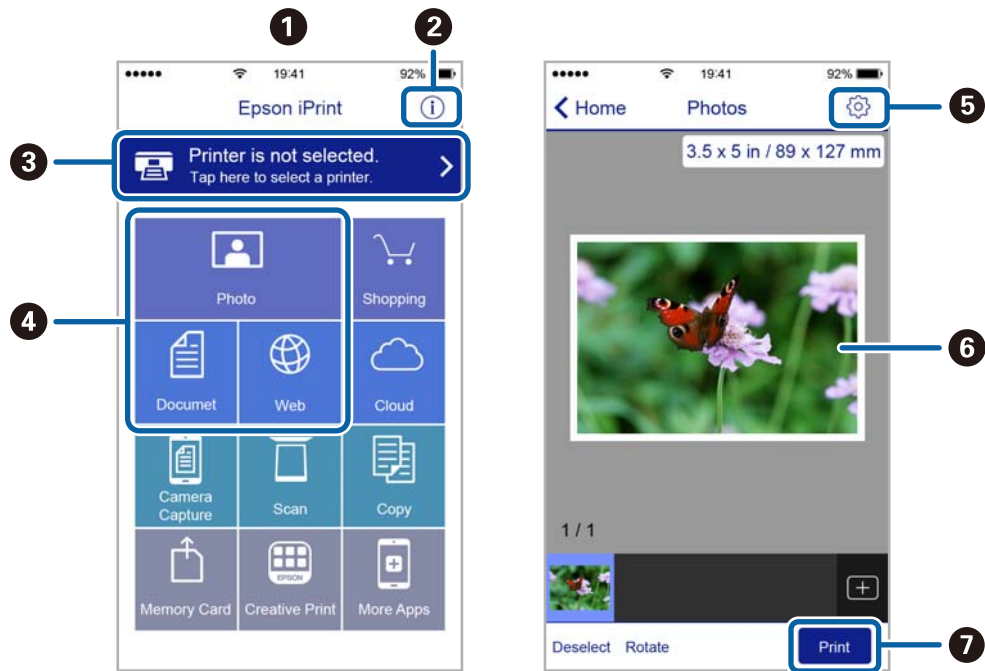 1
2
19:41
92%
Epson iPrint
3
Printer is not selected.
Tap here to select a printer.
4
Photo
Shopping
Documet
Web
Cloud
Camera
Capture
Scan
Copy
EPSON
Memory Card
Creative Print
More Apps
19:41
92%
Home
Photos
5
3.5 x 5 in / 89 x 127 mm
6
1 / 1
Deselect
Rotate
Print
7